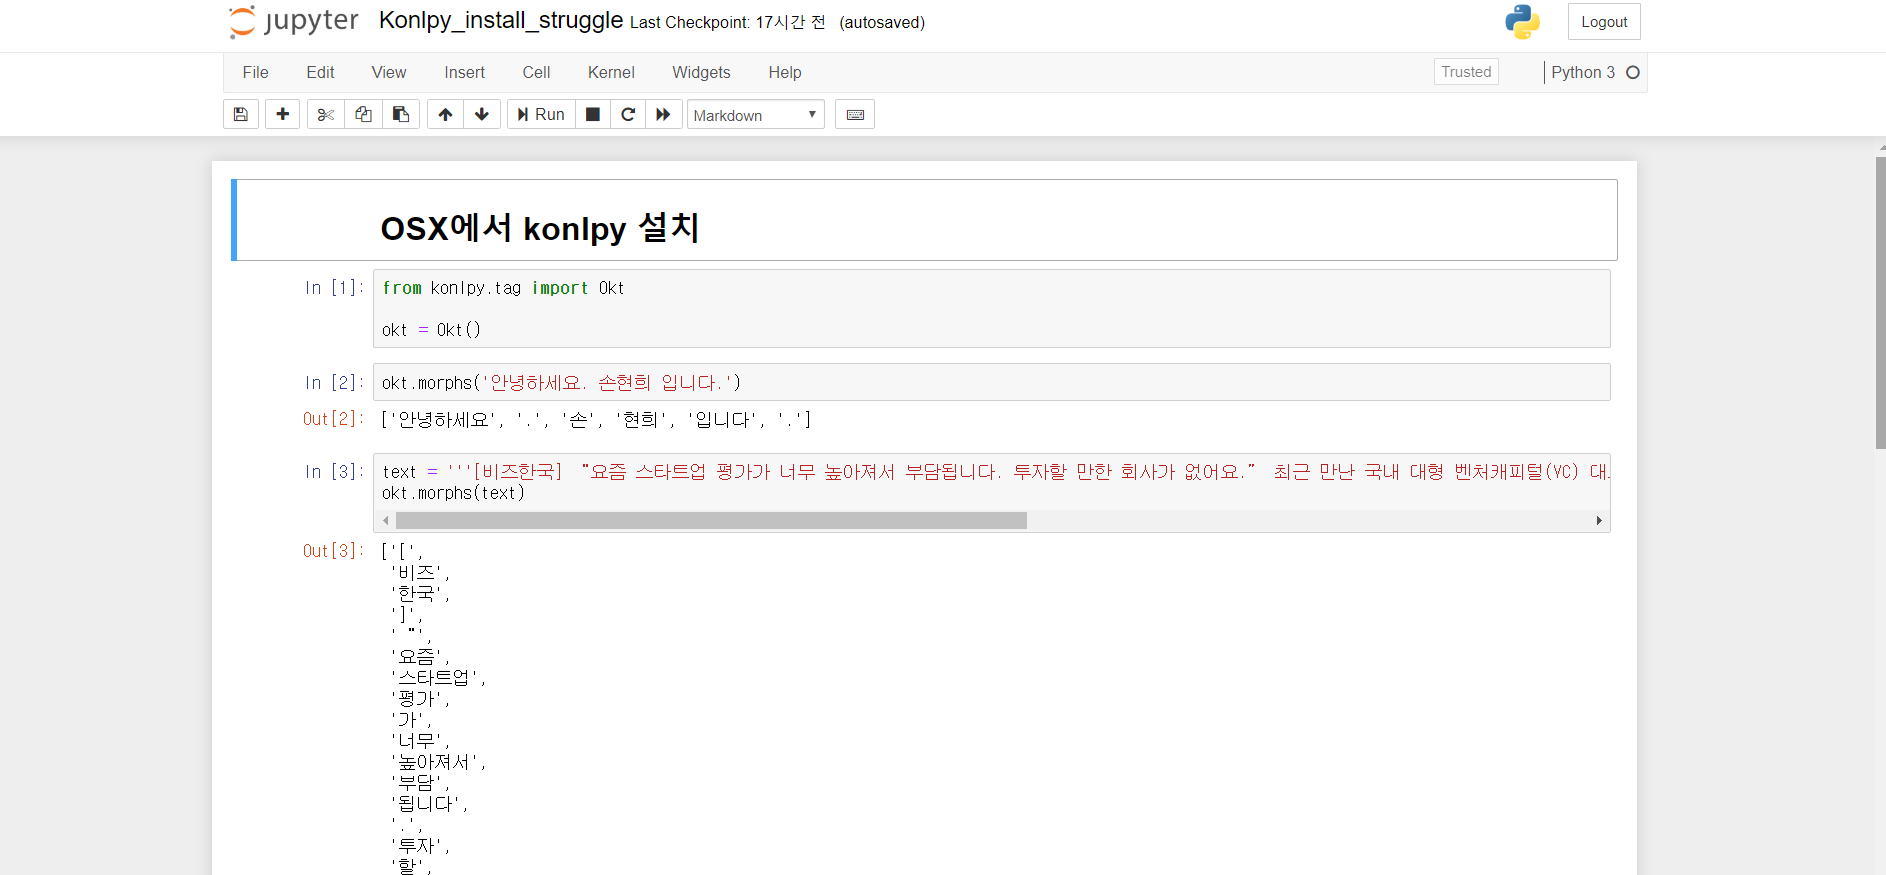 jupyter Konlpy_install_struggle Last Checkpoint: 17시간 전 (autosaved) Logout
File Edit View Insert Cell Kernel Widgets Help Trusted Python 3
Run Markdown
OSX에서 konlpy 설치
In [1]: from konlpy.tag import Okt
okt = Okt()
In [2]: okt.morphs('안녕하세요. 손현희 입니다.')
Out[2]: ['안녕하세요', '.', '손', '현희', '입니다', '.']
In [3]: text = '''[비즈한국] “요즘 스타트업 평가가 너무 높아져서 부담됩니다. 투자할 만한 회사가 없어요.” 최근 만난 국내 대형 벤처캐피털(VC) 대
okt.morphs(text)
Out[3]: ['[',
'비즈',
'한국',
']',
' “',
'요즘',
'스타트업',
'평가',
'가',
'너무',
'높아져서',
'부담',
'됩니다',
'.',
'투자',
'할',